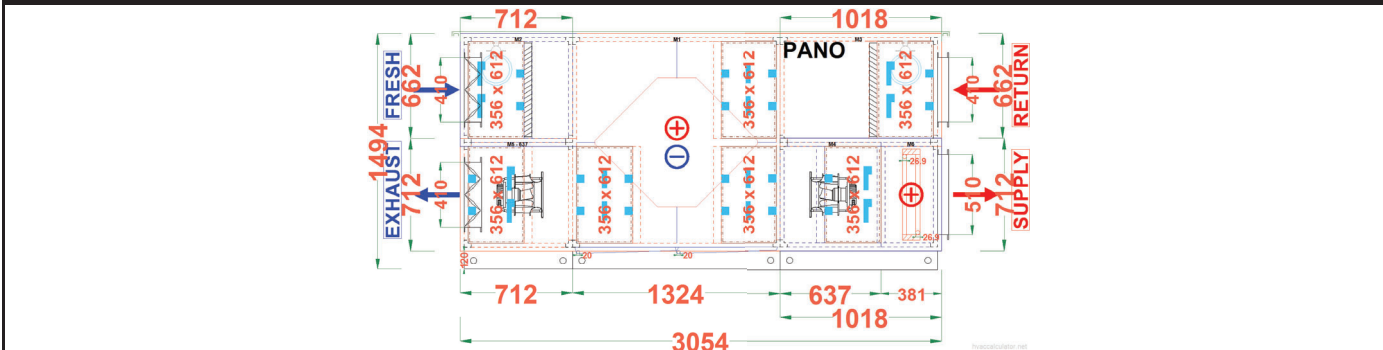 712
1018
M2
M1
M3
PANO
FRESH
662
410
356 x 612
356 x 612
356 x 612
410
662
RETURN
1494
M5 - 637
M4
M6
EXHAUST
712
410
356 x 612
356 x 612
356 x 612
356 x 612
26,9
26,9
510
712
SUPPLY
120
20
20
712
1324
637
381
1018
3054
hvaccalculator.net